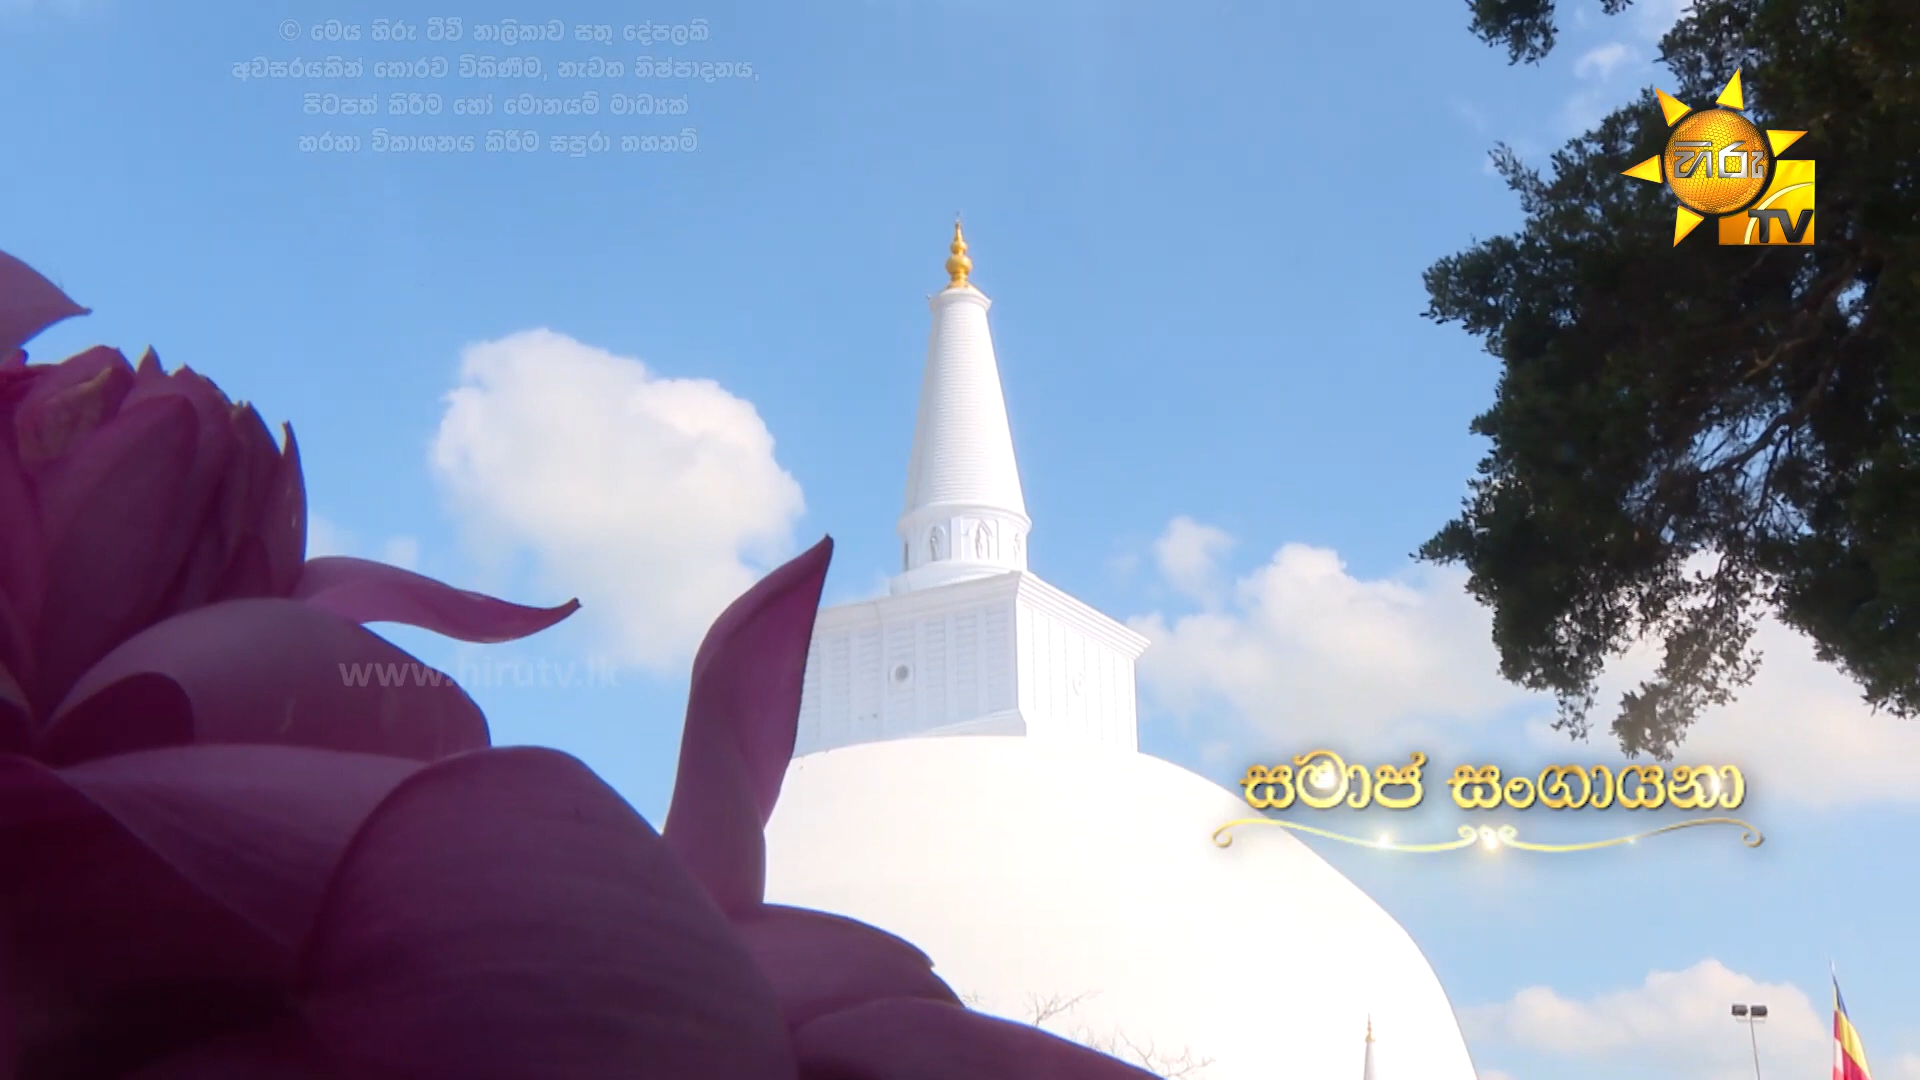 © මෙය හිරු ටීවී නාලිකාව සතු දේපලකි.
අවසරයකින් තොරව විකිණීම, නැවත නිෂ්පාදනය,
පිටපත් කිරීම හෝ මොනයම් මාධ්‍යක්
හරහා විකාශනය කිරීම සපුරා තහනම්.
හිරු
TV
www.hirutv.lk
සමාජ සංගායනා